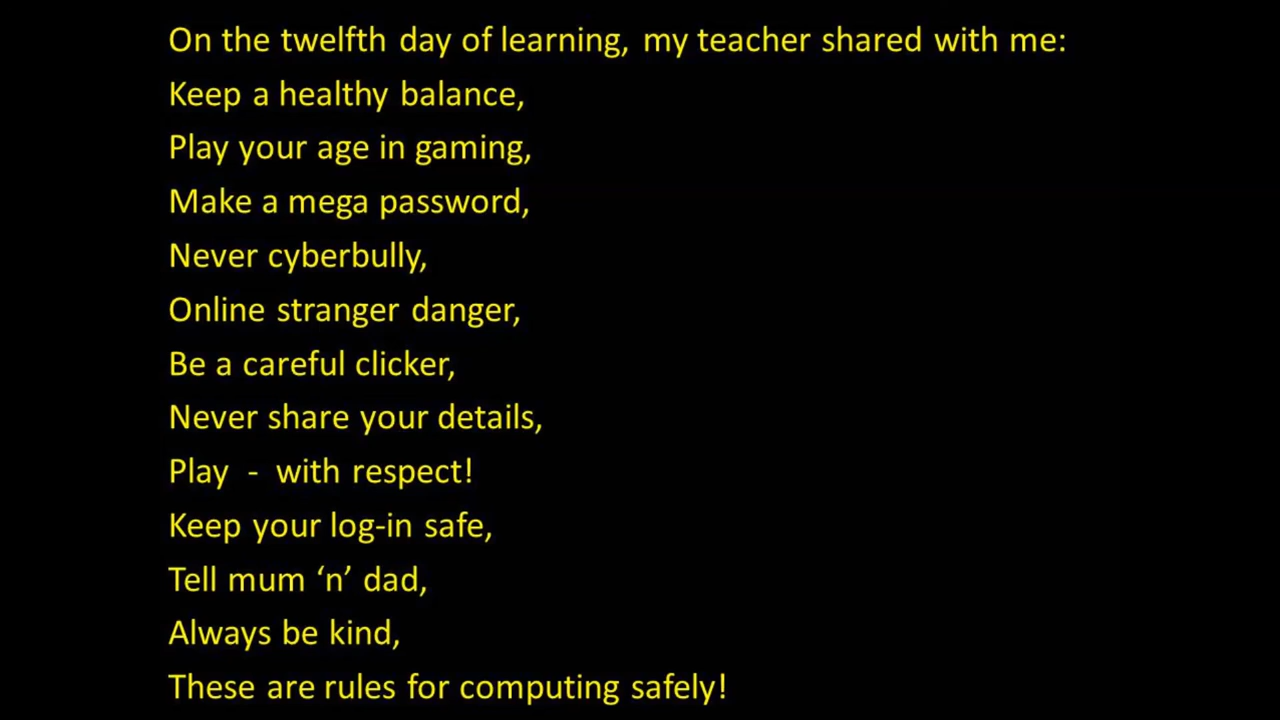 On the twelfth day of learning, my teacher shared with me:
Keep a healthy balance,
Play your age in gaming,
Make a mega password,
Never cyberbully,
Online stranger danger,
Be a careful clicker,
Never share your details,
Play - with respect!
Keep your log-in safe,
Tell mum ‘n’ dad,
Always be kind,
These are rules for computing safely!